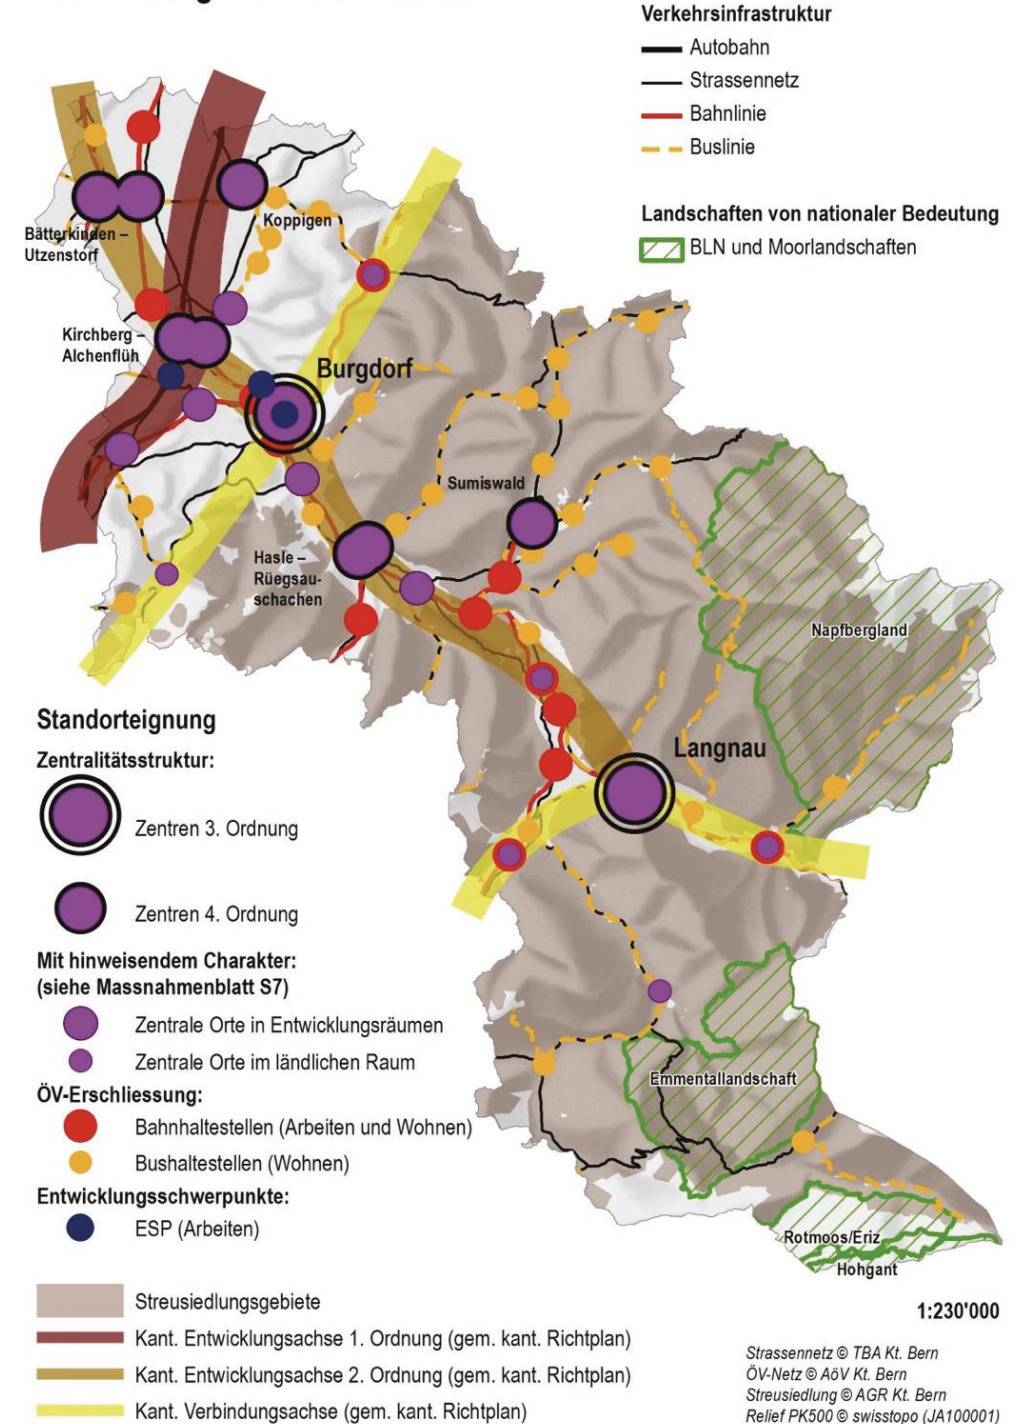 Verkehrsinfrastruktur
Autobahn
Strassennetz
Bahnlinie
Buslinie
Landschaften von nationaler Bedeutung
BLN und Moorlandschaften
Koppigen
Bätterkinden –
Utzenstorf
Kirchberg –
Alchenflüh
Burgdorf
Sumiswald
Hasle –
Rüegsau-
schachen
Napfbergland
Langnau
Emmentallandschaft
Rotmoos/Eriz
Hohgant
Standorteignung
Zentralitätsstruktur:
Zentren 3. Ordnung
Zentren 4. Ordnung
Mit hinweisendem Charakter:
(siehe Massnahmenblatt S7)
Zentrale Orte in Entwicklungsräumen
Zentrale Orte im ländlichen Raum
ÖV-Erschliessung:
Bahnhaltestellen (Arbeiten und Wohnen)
Bushaltestellen (Wohnen)
Entwicklungsschwerpunkte:
ESP (Arbeiten)
Streusiedlungsgebiete
Kant. Entwicklungsachse 1. Ordnung (gem. kant. Richtplan)
Kant. Entwicklungsachse 2. Ordnung (gem. kant. Richtplan)
Kant. Verbindungsachse (gem. kant. Richtplan)
1:230'000
Strassennetz © TBA Kt. Bern
ÖV-Netz © AöV Kt. Bern
Streusiedlung © AGR Kt. Bern
Relief PK500 © swisstopo (JA100001)